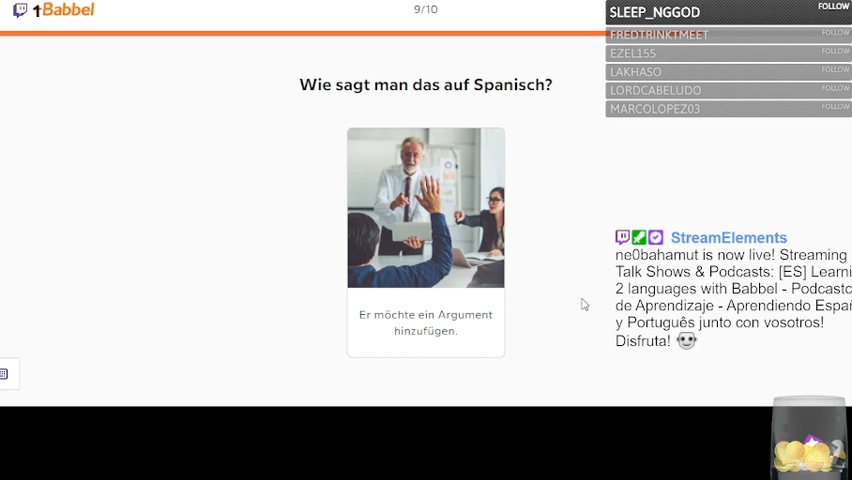 Babbel
9/10
SLEEP_NGGOD
FOLLOW
FREDTRINKTMEET
FOLLOW
EZEL155
FOLLOW
LAKHASO
FOLLOW
LORDCABELUDO
FOLLOW
MARCOLOPEZ03
FOLLOW
Wie sagt man das auf Spanisch?
Er möchte ein Argument
hinzufügen.
StreamElements
ne0bahamut is now live! Streaming
Talk Shows & Podcasts: [ES] Learni
2 languages with Babbel - Podcasto
de Aprendizaje - Aprendiendo Españ
y Português junto con vosotros!
Disfruta!